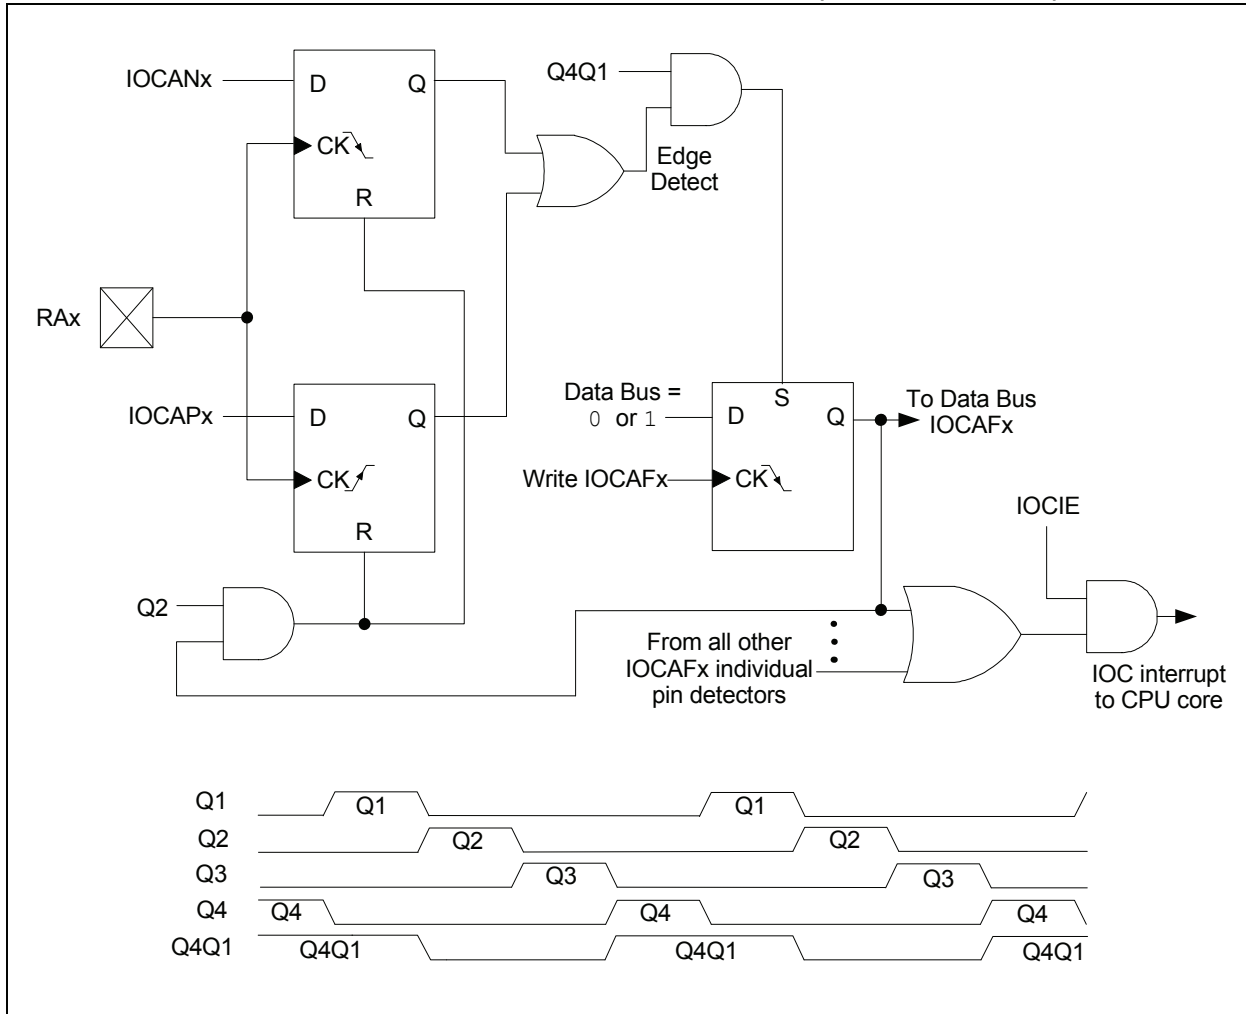 IOCANx
D
Q
CK
R
Q4Q1
Edge
Detect
RAx
IOCAPx
D
Q
CK
R
Data Bus =
0 or 1
S
D
Q
To Data Bus
IOCAFx
Write IOCAFx
CK
IOCIE
Q2
From all other
IOCAFx individual
pin detectors
IOC interrupt
to CPU core
Q1
Q1
Q1
Q2
Q2
Q2
Q3
Q3
Q3
Q4
Q4
Q4
Q4
Q4Q1
Q4Q1
Q4Q1
Q4Q1